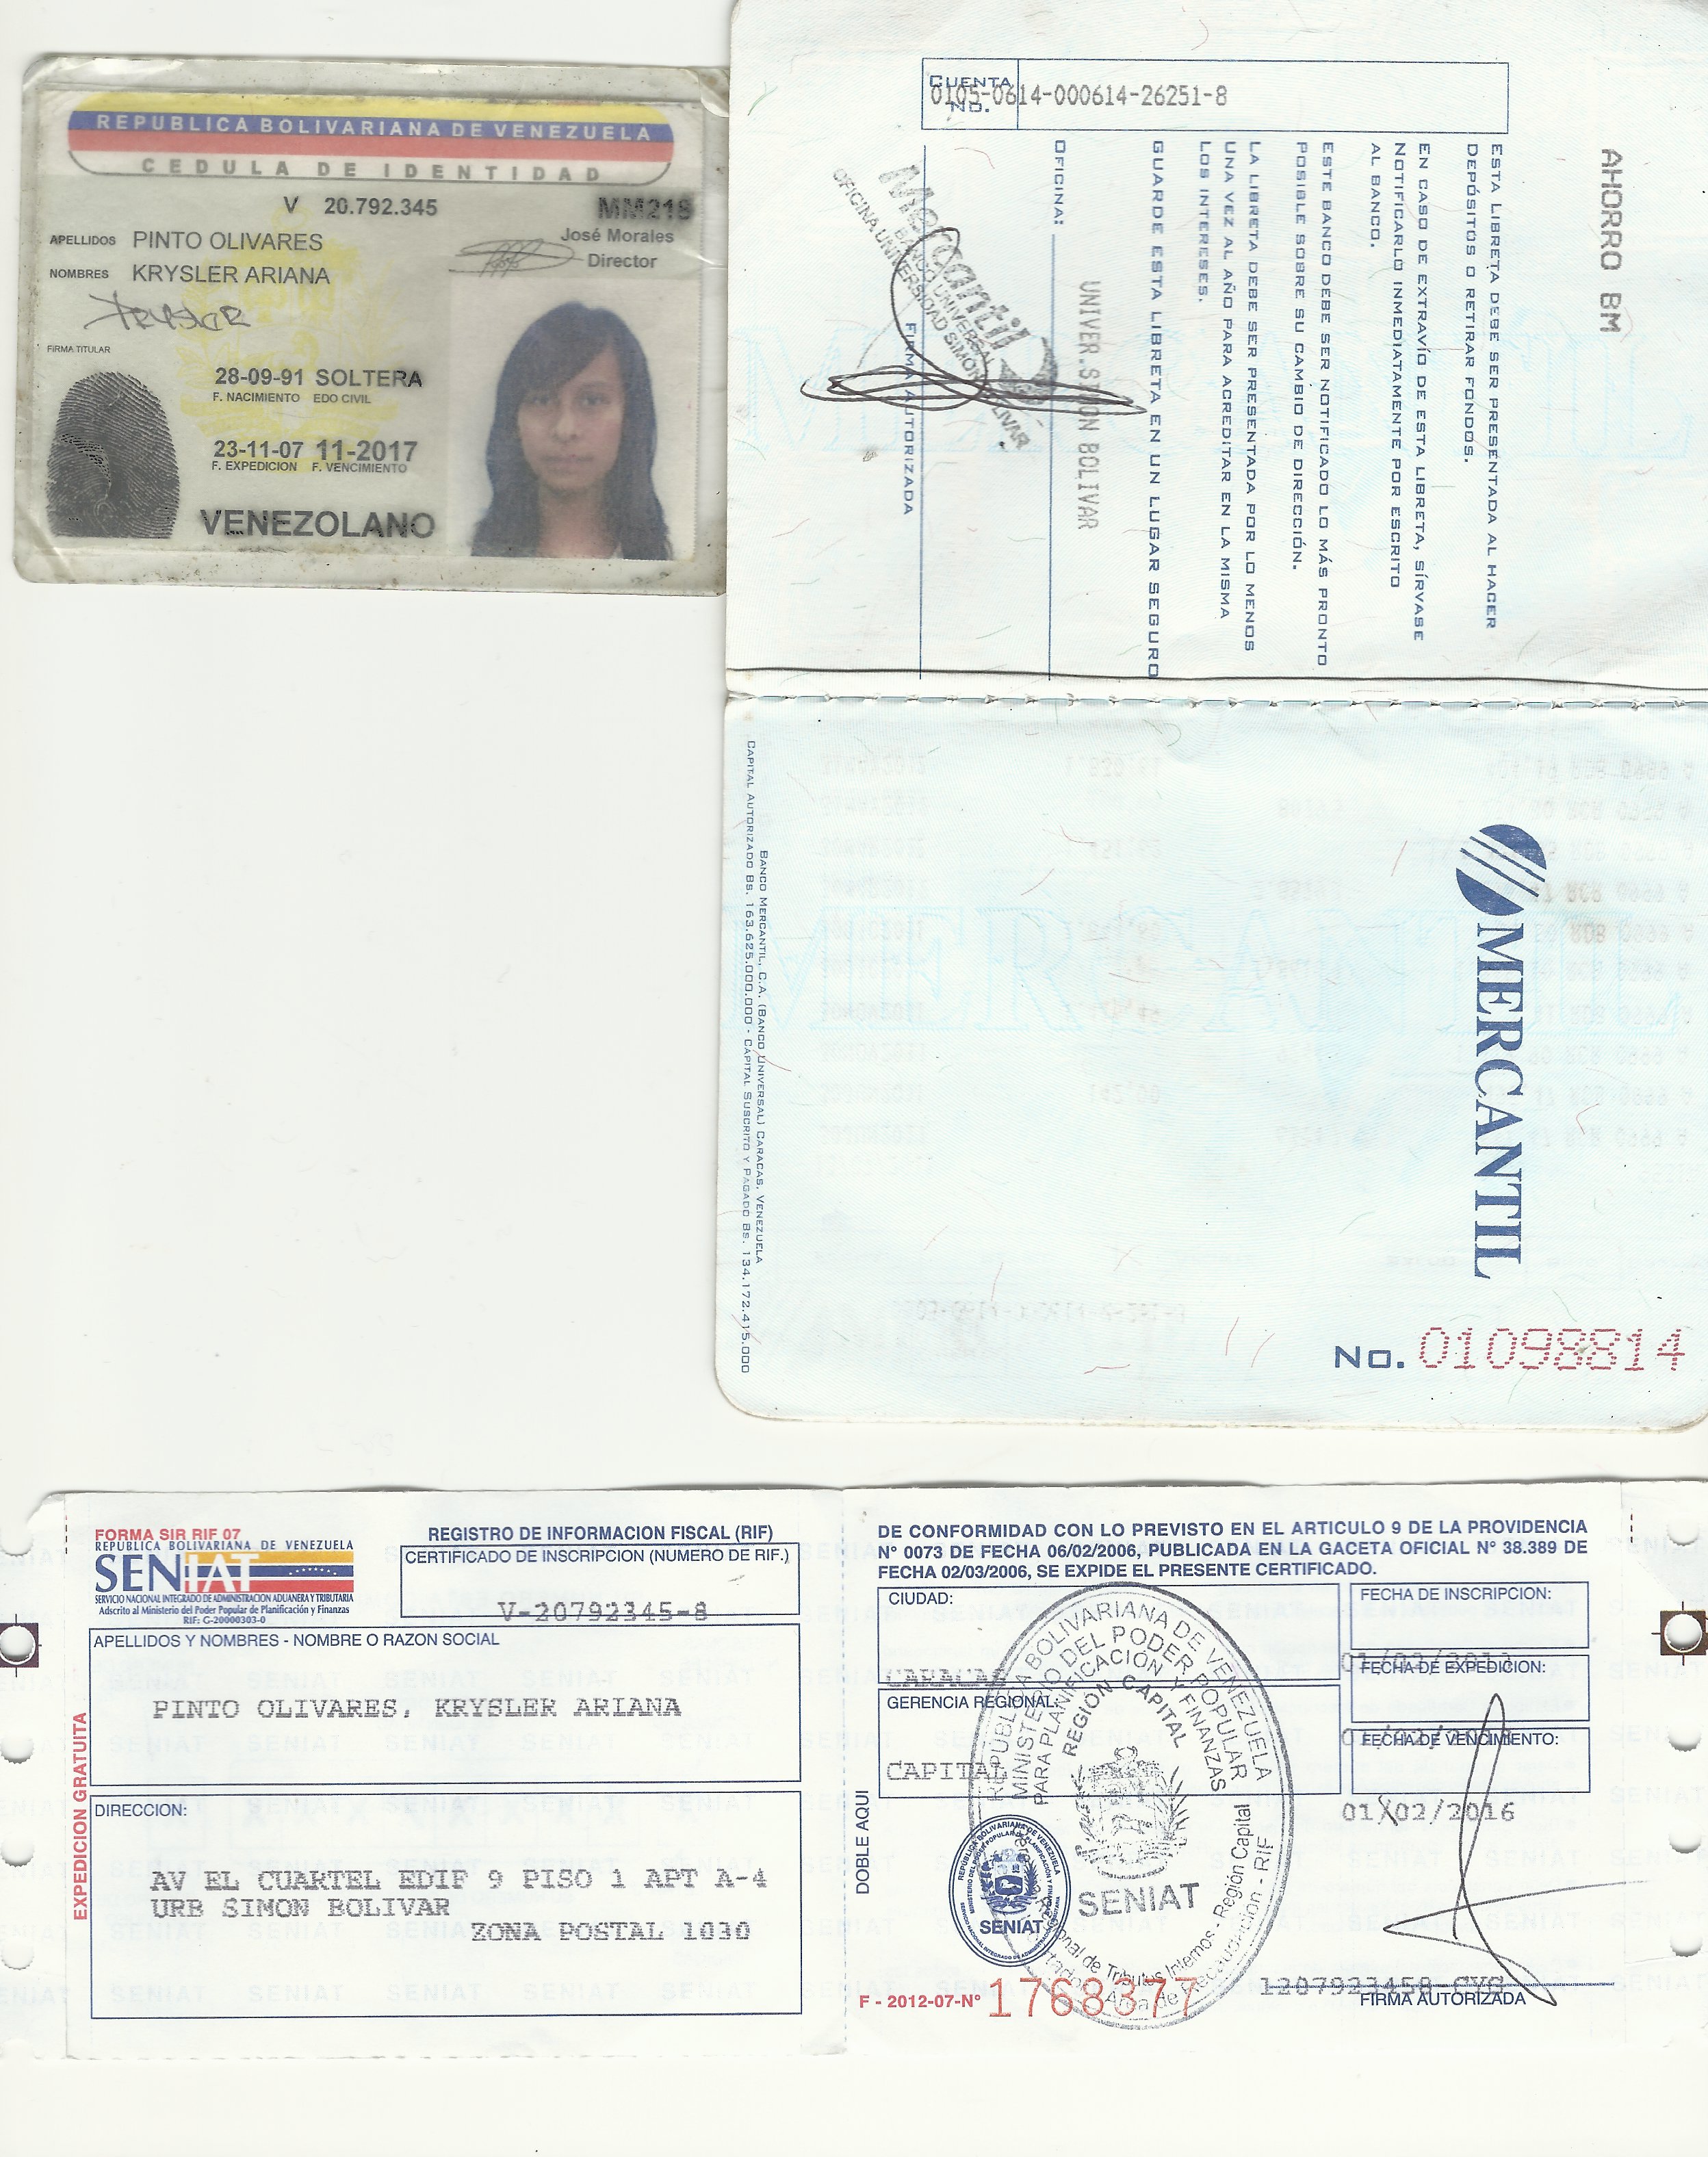 REPUBLICA BOLIVARIANA DE VENEZUELA
CEDULA DE IDENTIDAD
V 20.792.345
MM218
APELLIDOS PINTO OLIVARES
José Morales
Director
NOMBRES KRYSLER ARIANA
FIRMA TITULAR
28-09-91 SOLTERA
F. NACIMIENTO EDO CIVIL
23-11-07 11-2017
F. EXPEDICION F. VENCIMIENTO
VENEZOLANO
AHORRO BM
CUENTA NO.
0105-0614-000614-26251-8
ESTA LIBRETA DEBE SER PRESENTADA AL HACER
DEPÓSITOS O RETIRAR FONDOS.
EN CASO DE EXTRAVÍO DE ESTA LIBRETA, SÍRVASE
NOTIFICARLO INMEDIATAMENTE POR ESCRITO
AL BANCO.
ESTE BANCO DEBE SER NOTIFICADO LO MÁS PRONTO
POSIBLE SOBRE SU CAMBIO DE DIRECCIÓN.
LA LIBRETA DEBE SER PRESENTADA POR LO MENOS
UNA VEZ AL AÑO PARA ACREDITAR EN LA MISMA
LOS INTERESES.
GUARDE ESTA LIBRETA EN UN LUGAR SEGURO
UNIVER.SIMON BOLIVAR
OFICINA:
Mercantil
BANCO UNIVERSAL
OFICINA UNIVERSIDAD SIMON BOLIVAR
FIRMA AUTORIZADA
MERCANTIL
No. 01098814
BANCO MERCANTIL, C.A. (BANCO UNIVERSAL) CARACAS, VENEZUELA
CAPITAL AUTORIZADO BS. 163.625.000.000 - CAPITAL SUSCRITO Y PAGADO BS. 134.172.415.000
FORMA SIR RIF 07
REPUBLICA BOLIVARIANA DE VENEZUELA
SENIAT
SERVICIO NACIONAL INTEGRADO DE ADMINISTRACION ADUANERA Y TRIBUTARIA
Adscrito al Ministerio del Poder Popular de Planificación y Finanzas
RIF: G-20000303-0
REGISTRO DE INFORMACION FISCAL (RIF)
CERTIFICADO DE INSCRIPCION (NUMERO DE RIF.)
V-20792345-8
APELLIDOS Y NOMBRES - NOMBRE O RAZON SOCIAL
PINTO OLIVARES, KRYSLER ARIANA
DIRECCION:
AV EL CUARTEL EDIF 9 PISO 1 APT A-4
URB SIMON BOLIVAR
ZONA POSTAL 1030
EXPEDICION GRATUITA
DOBLE AQUI
DE CONFORMIDAD CON LO PREVISTO EN EL ARTICULO 9 DE LA PROVIDENCIA
N° 0073 DE FECHA 06/02/2006, PUBLICADA EN LA GACETA OFICIAL N° 38.389 DE
FECHA 02/03/2006, SE EXPIDE EL PRESENTE CERTIFICADO.
CIUDAD:
CARACAS
GERENCIA REGIONAL:
CAPITAL
FECHA DE INSCRIPCION:
FECHA DE EXPEDICION:
FECHA DE VENCIMIENTO:
01/02/2016
REPUBLICA BOLIVARIANA DE VENEZUELA
MINISTERIO DEL PODER POPULAR
PARA PLANIFICACIÓN Y FINANZAS
REGIÓN CAPITAL
SENIAT
de Tributos Internos - Región Capital
Area de Recaudación - RIF
SENIAT
F - 2012-07-N° 1768377
FIRMA AUTORIZADA